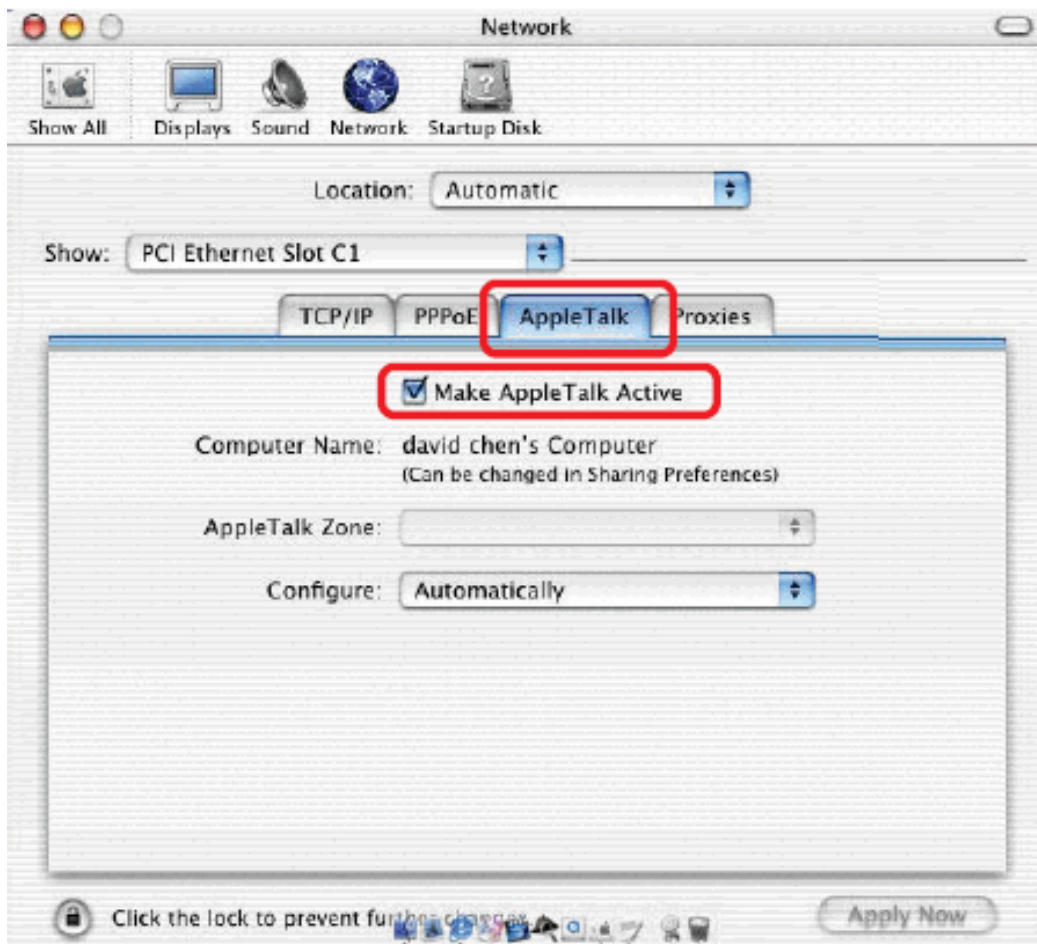 Network
Show All Displays Sound Network Startup Disk
Location: Automatic
Show: PCI Ethernet Slot C1
TCP/IP PPPoE AppleTalk Proxies
Make AppleTalk Active
Computer Name: david chen's Computer
(Can be changed in Sharing Preferences)
AppleTalk Zone:
Configure: Automatically
Click the lock to prevent further changes.
Apply Now